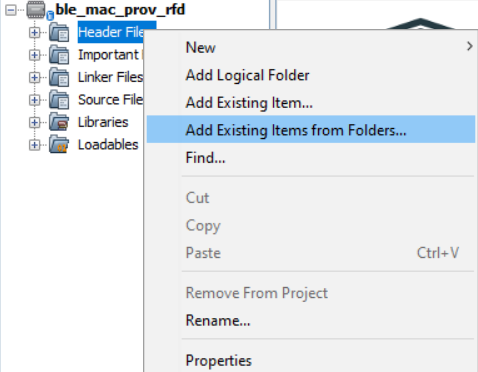 ble_mac_prov_rfd
Header File
Important
Linker Files
Source File
Libraries
Loadables
New
Add Logical Folder
Add Existing Item...
Add Existing Items from Folders...
Find...
Cut
Copy
Paste Ctrl+V
Remove From Project
Rename...
Properties